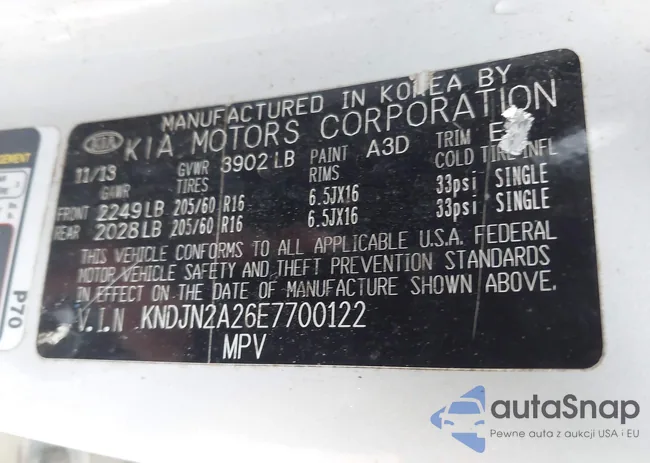 MANUFACTURED IN KOREA BY
KIA KIA MOTORS CORPORATION
11/13 GVWR 3902 LB PAINT A3D TRIM
GAWR TIRES RIMS COLD TIRE INFL
FRONT 2249 LB 205/60 R16 6.5JX16 33psi SINGLE
REAR 2028 LB 205/60 R16 6.5JX16 33psi SINGLE
THIS VEHICLE CONFORMS TO ALL APPLICABLE U.S.A. FEDERAL
MOTOR VEHICLE SAFETY AND THEFT PREVENTION STANDARDS
IN EFFECT ON THE DATE OF MANUFACTURE SHOWN ABOVE.
V.I.N KNDJN2A26E7700122
MPV
P70
autaSnap
Pewne auta z aukcji USA i EU